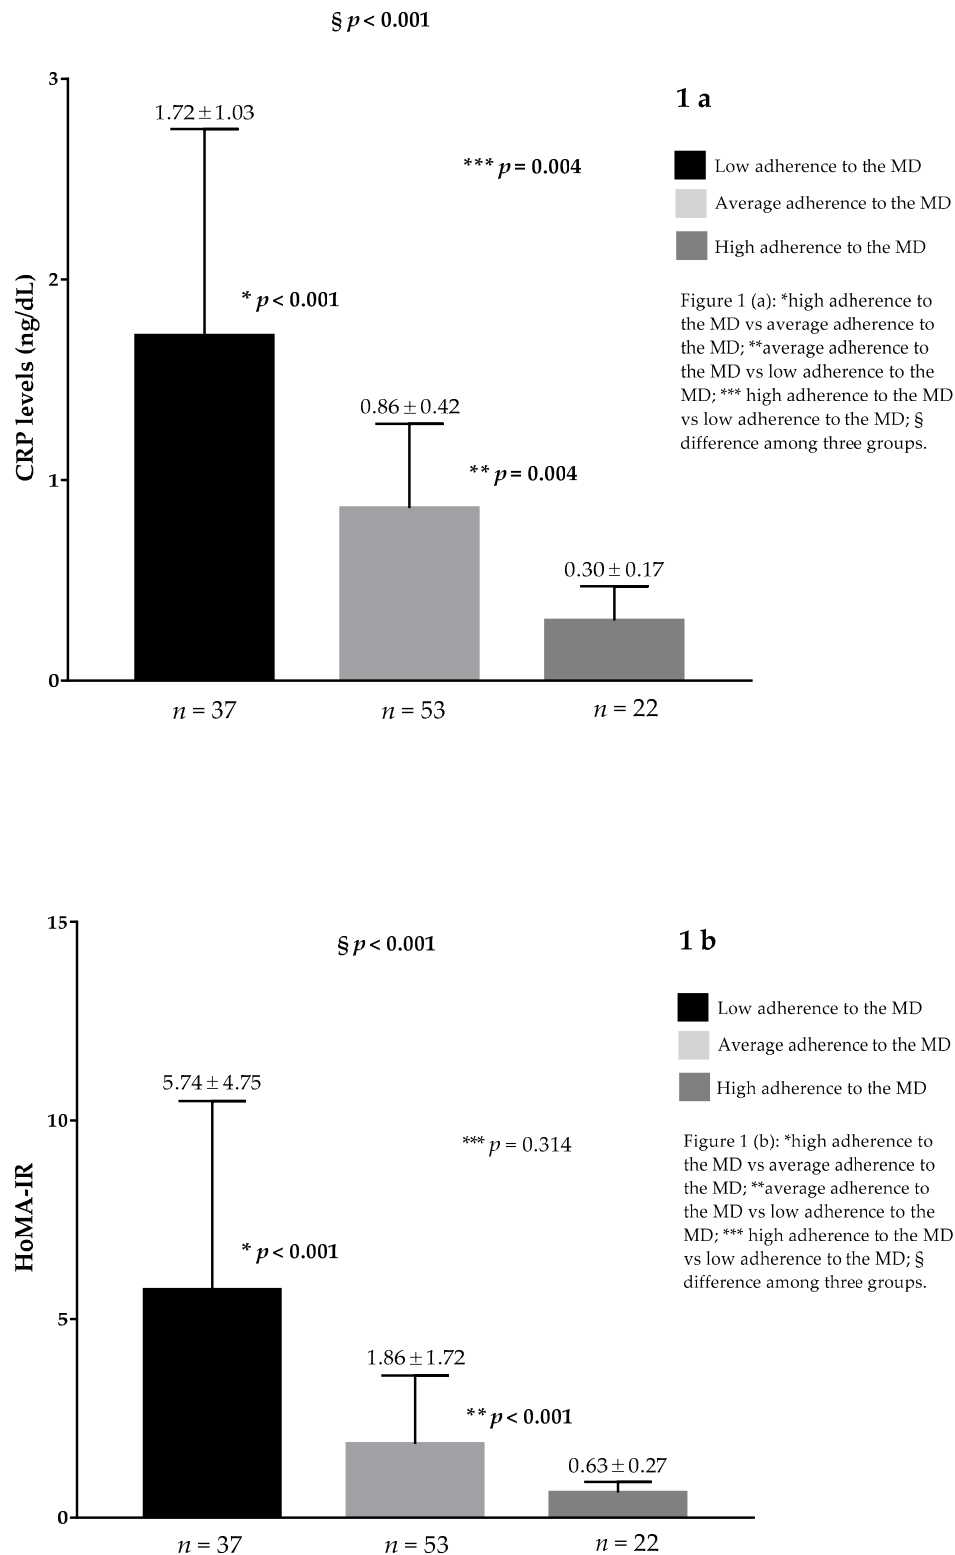 § p < 0.001
3
1.72 ± 1.03
1 a
*** p = 0.004
Low adherence to the MD
Average adherence to the MD
High adherence to the MD
2
* p < 0.001
Figure 1 (a): *high adherence to
the MD vs average adherence to
the MD; **average adherence to
the MD vs low adherence to the
MD; *** high adherence to the MD
vs low adherence to the MD; §
difference among three groups.
CRP levels (ng/dL)
0.86 ± 0.42
1
** p = 0.004
0.30 ± 0.17
0
n = 37
n = 53
n = 22
15
§ p < 0.001
1 b
Low adherence to the MD
Average adherence to the MD
High adherence to the MD
5.74 ± 4.75
10
*** p = 0.314
Figure 1 (b): *high adherence to
the MD vs average adherence to
the MD; **average adherence to
the MD vs low adherence to the
MD; *** high adherence to the MD
vs low adherence to the MD; §
difference among three groups.
HoMA-IR
* p < 0.001
5
1.86 ± 1.72
** p < 0.001
0.63 ± 0.27
0
n = 37
n = 53
n = 22